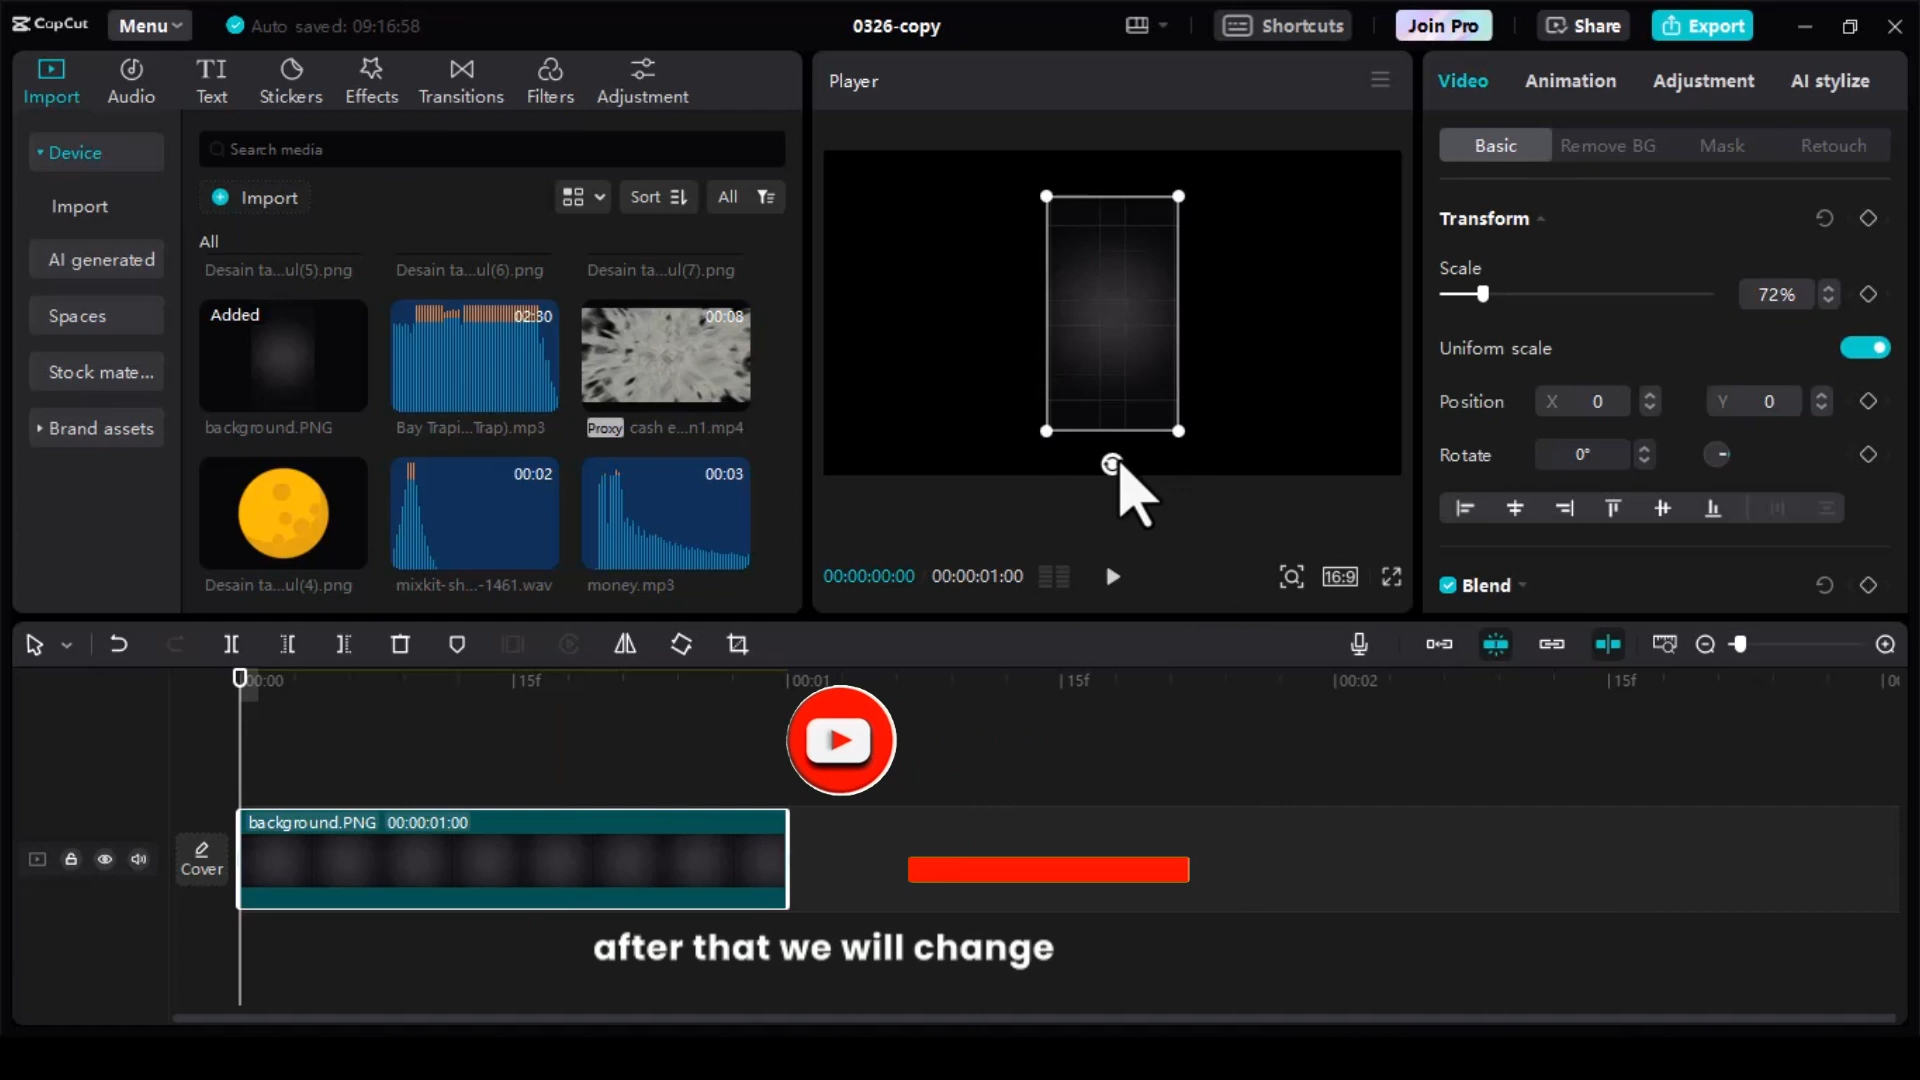 CapCut
Menu
Auto saved: 09:16:58
0326-copy
Shortcuts
Join Pro
Share
Export
Import
Audio
TI
Text
Stickers
Effects
Transitions
Filters
Adjustment
Device
Import
AI generated
Spaces
Stock mate...
Brand assets
Search media
Import
Sort
All
All
Desain ta...ul(5).png
Desain ta...ul(6).png
Desain ta...ul(7).png
Added
02:30
00:08
background.PNG
Bay Trapi...Trap).mp3
Proxy
cash e...n1.mp4
00:02
00:03
Desain ta...ul(4).png
mixkit-sh...-1461.wav
money.mp3
Player
00:00:00:00
00:00:01:00
16:9
Video
Animation
Adjustment
AI stylize
Basic
Remove BG
Mask
Retouch
Transform
Scale
72%
Uniform scale
Position
X 0
Y 0
Rotate
0°
Blend
00:00
15f
00:01
15f
00:02
15f
Cover
background.PNG 00:00:01:00
after that we will change